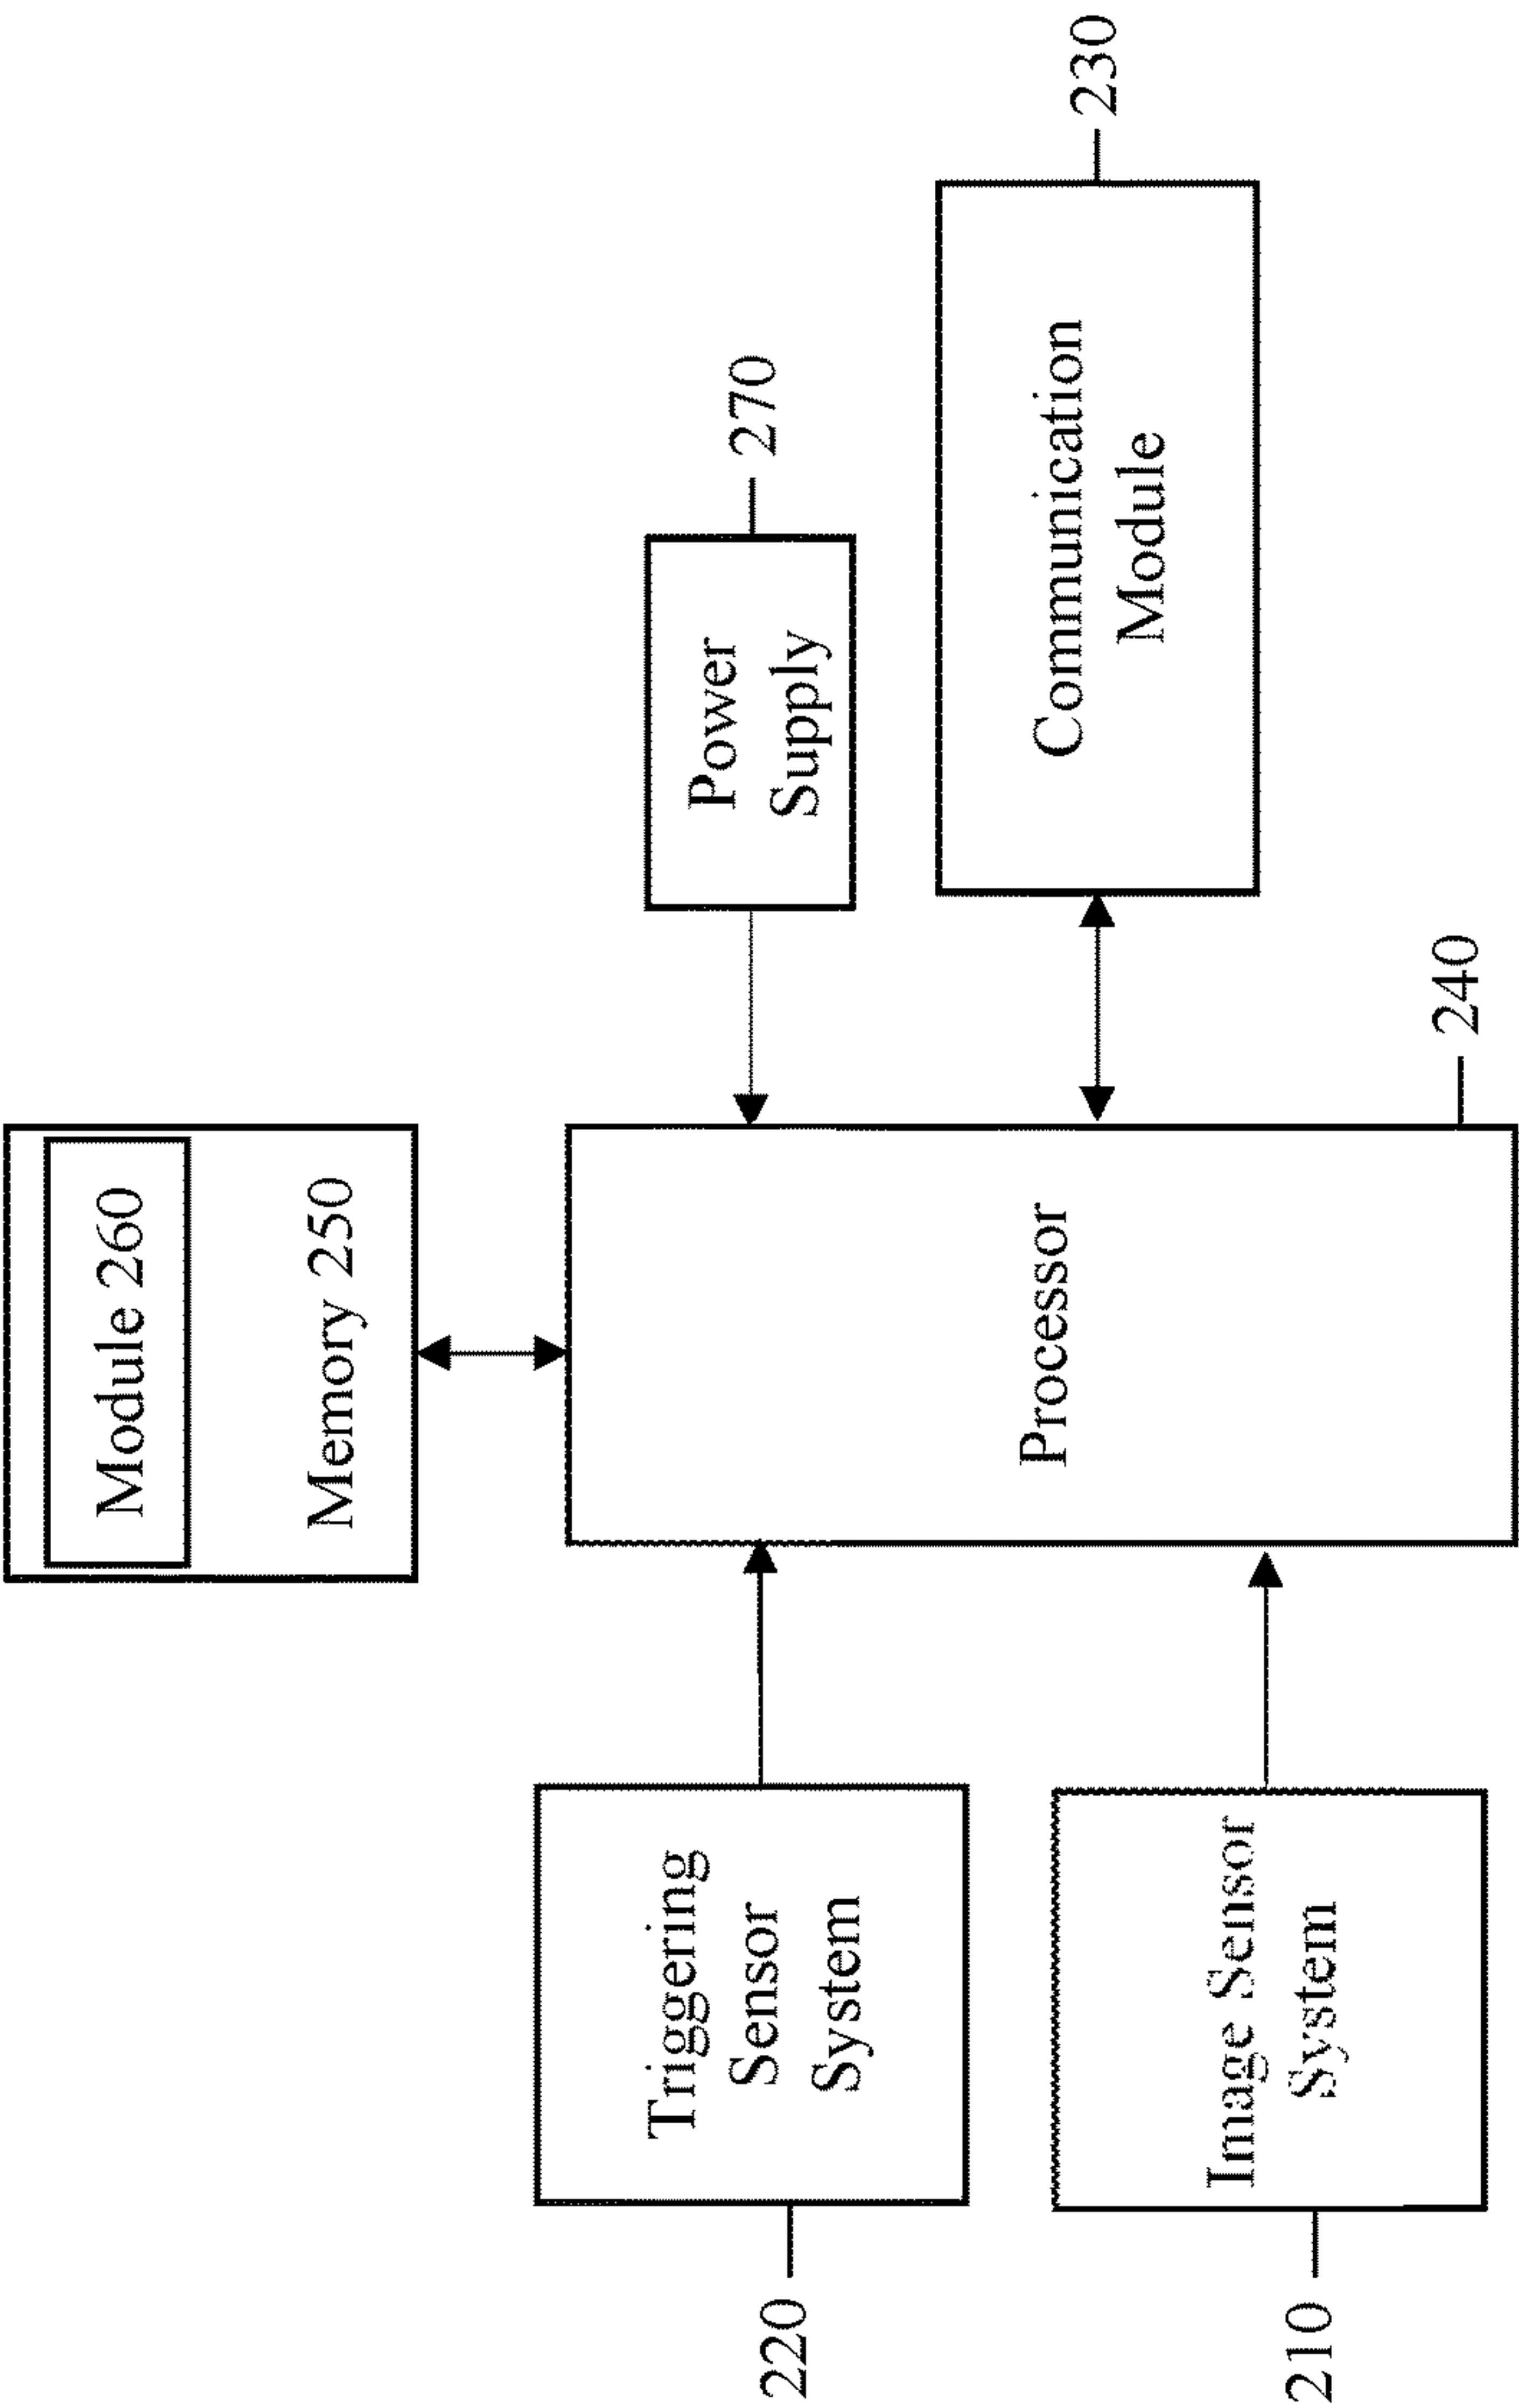 Module 260
Memory 250
Triggering
Sensor
System
220
Image Sensor
System
210
Processor
240
Power
Supply
270
Communication
Module
230